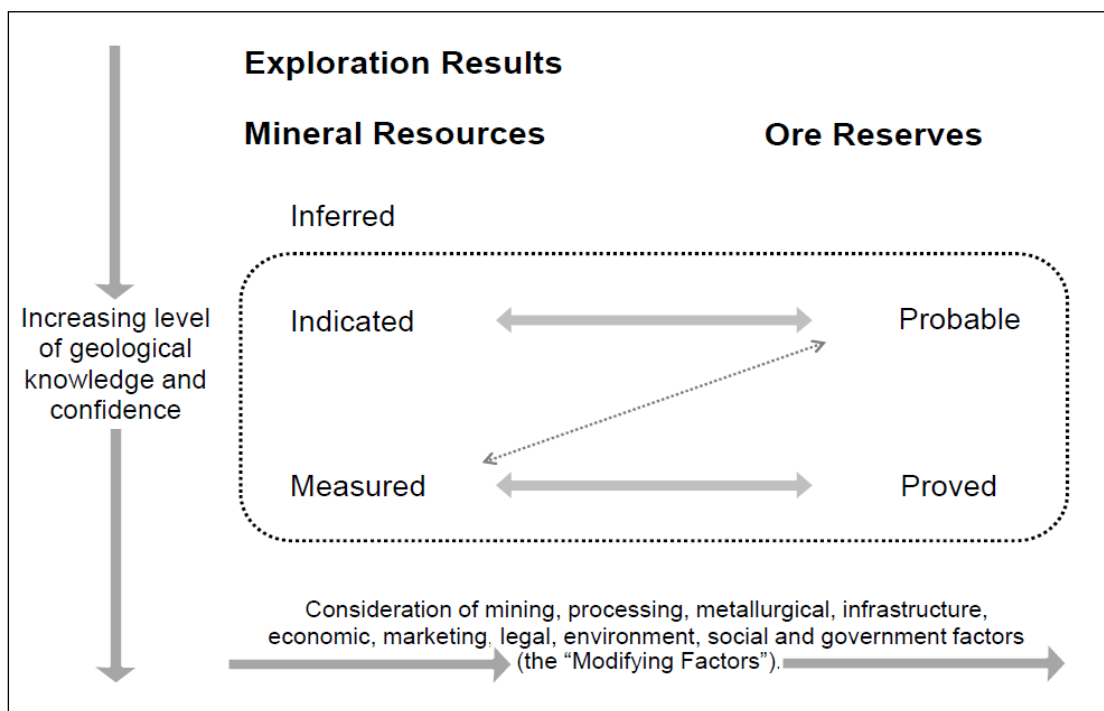 Exploration Results
Mineral Resources
Ore Reserves
Inferred
Increasing level
of geological
knowledge and
confidence
Indicated
Probable
Measured
Proved
Consideration of mining, processing, metallurgical, infrastructure,
economic, marketing, legal, environment, social and government factors
(the “Modifying Factors”).